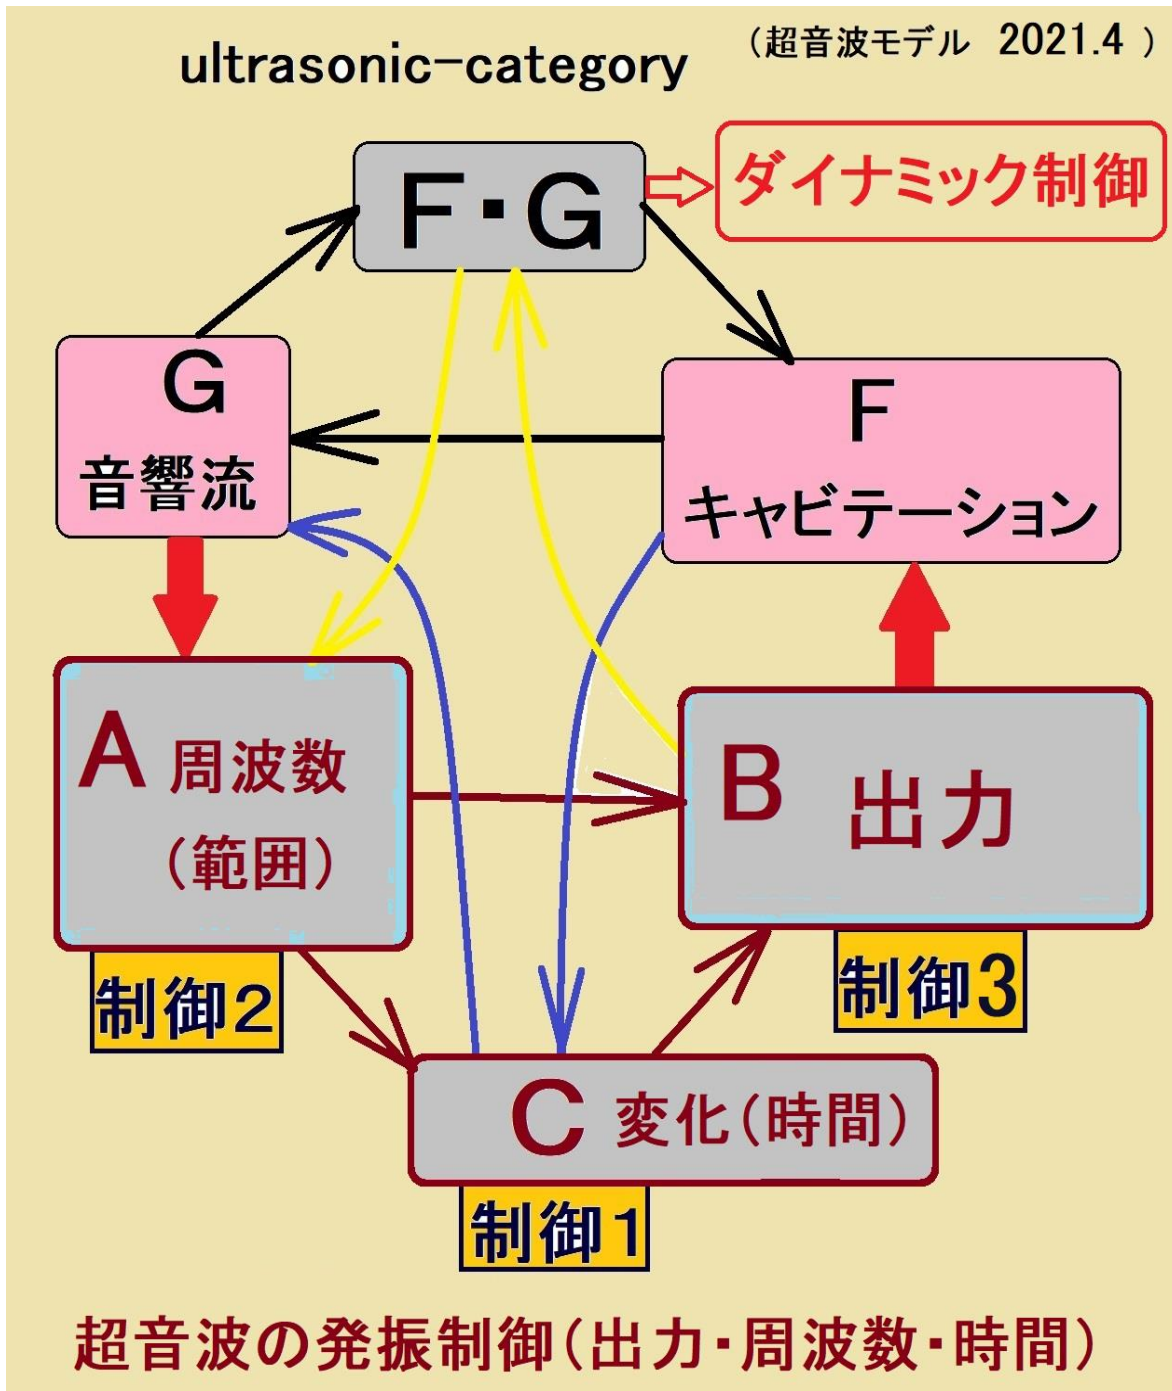 ultrasonic-category
(超音波モデル 2021.4 )
F・G
ダイナミック制御
G
音響流
F
キャビテーション
A 周波数
(範囲)
B 出力
制御2
制御3
C 変化(時間)
制御1
超音波の発振制御(出力・周波数・時間)